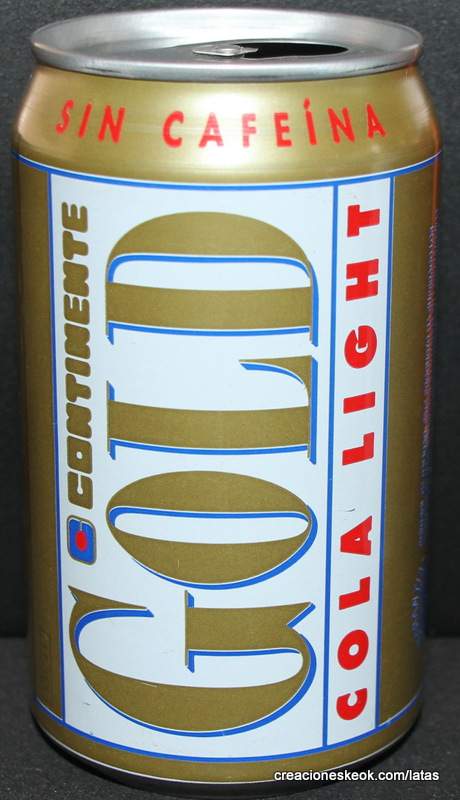 SIN CAFEÍNA
CONTINENTE
GOLD
COLA LIGHT
creacioneskeok.com/latas